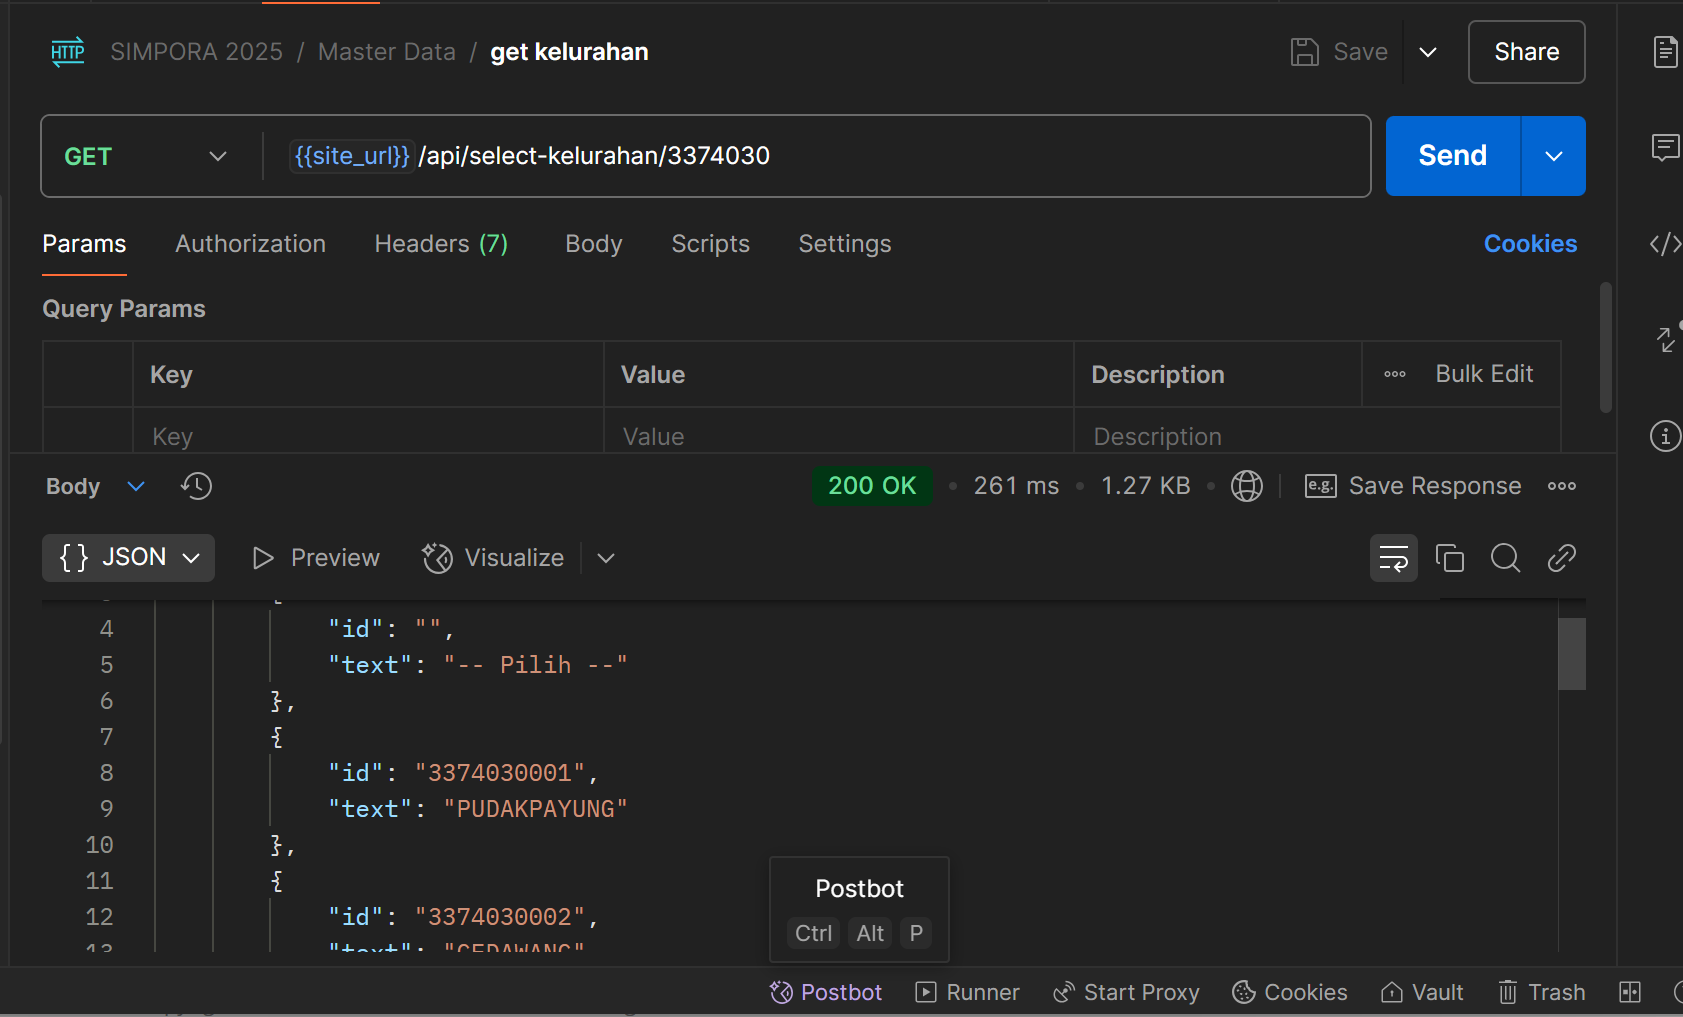 HTTP SIMPORA 2025 / Master Data / get kelurahan Save Share
GET {{site_url}}/api/select-kelurahan/3374030 Send
Params Authorization Headers (7) Body Scripts Settings Cookies
Query Params
Key Value Description Bulk Edit
Key Value Description
Body 200 OK 261 ms 1.27 KB e.g. Save Response
{ } JSON Preview Visualize
4 "id": "",
5 "text": "-- Pilih --"
6 },
7 {
8 "id": "3374030001",
9 "text": "PUDAKPAYUNG"
10 },
11 {
12 "id": "3374030002",
13 "text": "GEDAWANG"
Postbot
Ctrl Alt P
Postbot Runner Start Proxy Cookies Vault Trash